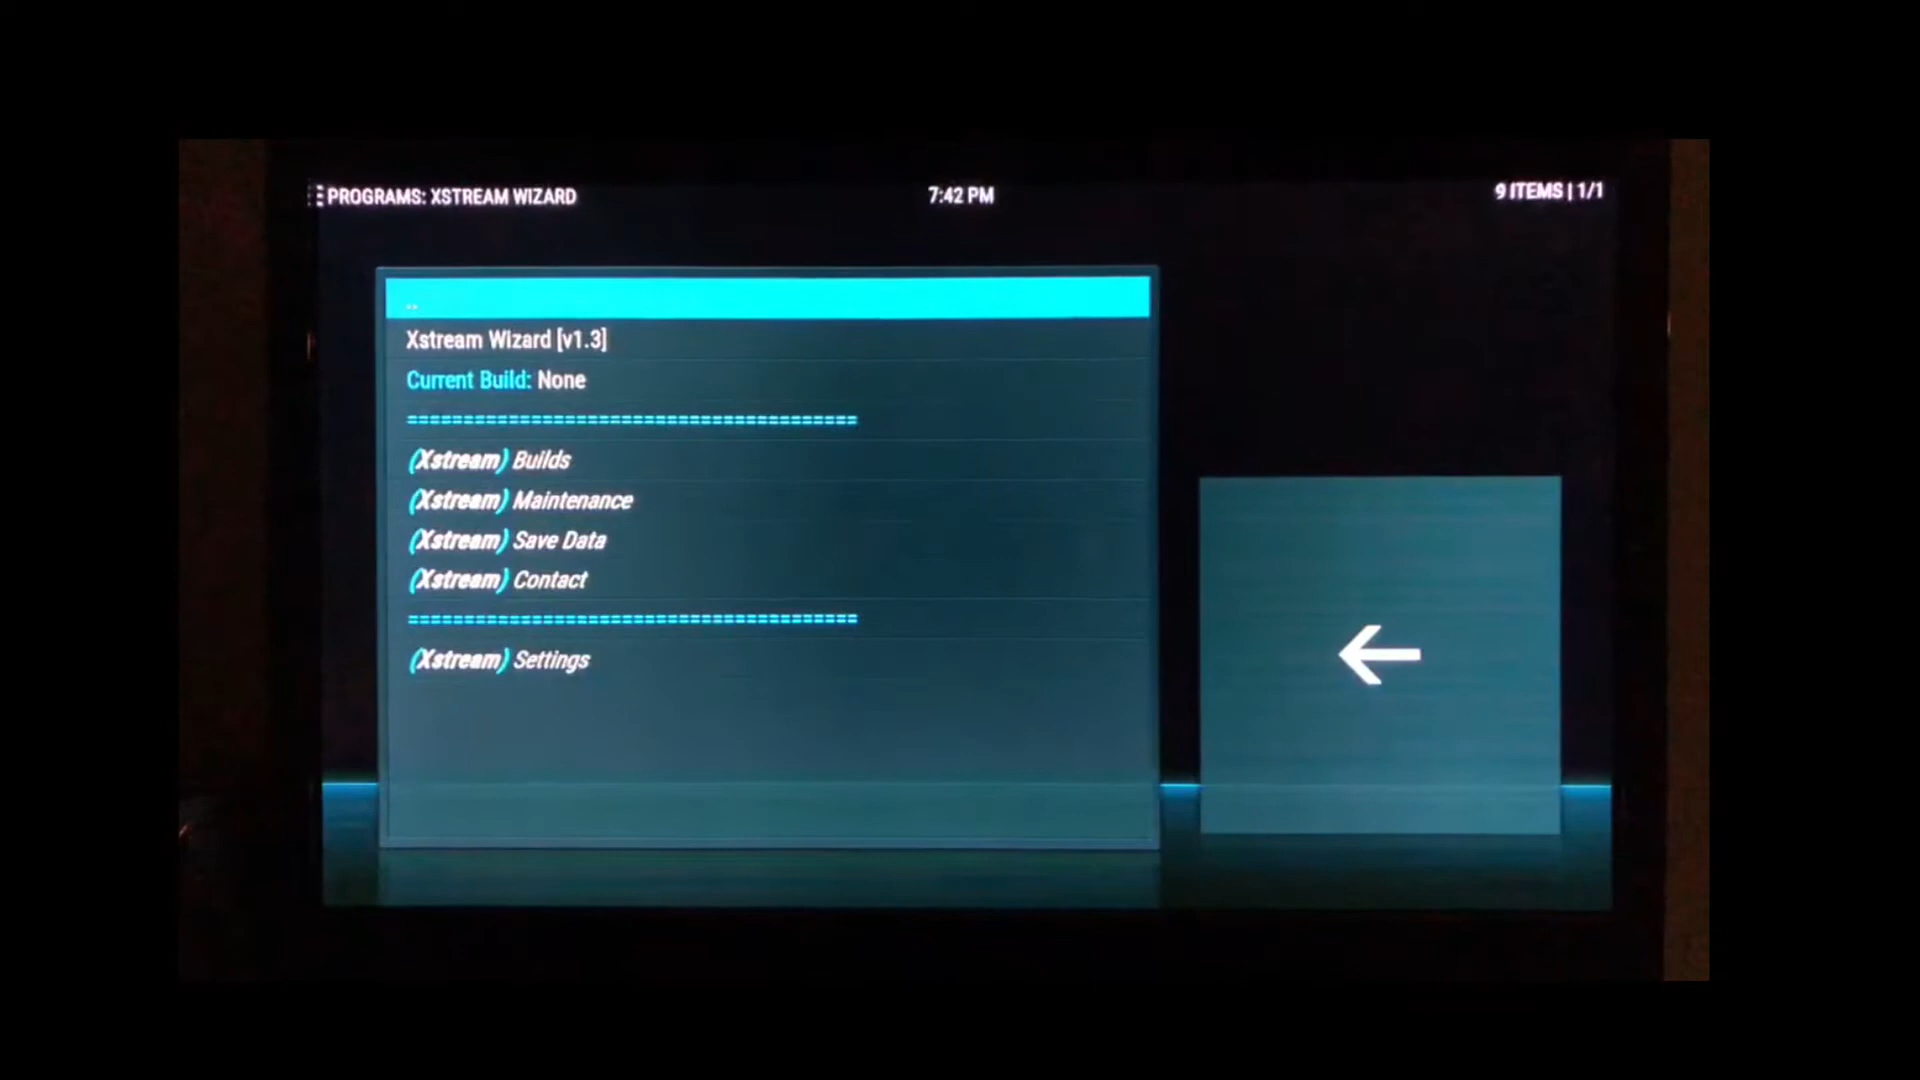 PROGRAMS: XSTREAM WIZARD
7:42 PM
9 ITEMS | 1/1
..
Xstream Wizard [v1.3]
Current Build: None
========================================
(Xstream) Builds
(Xstream) Maintenance
(Xstream) Save Data
(Xstream) Contact
========================================
(Xstream) Settings